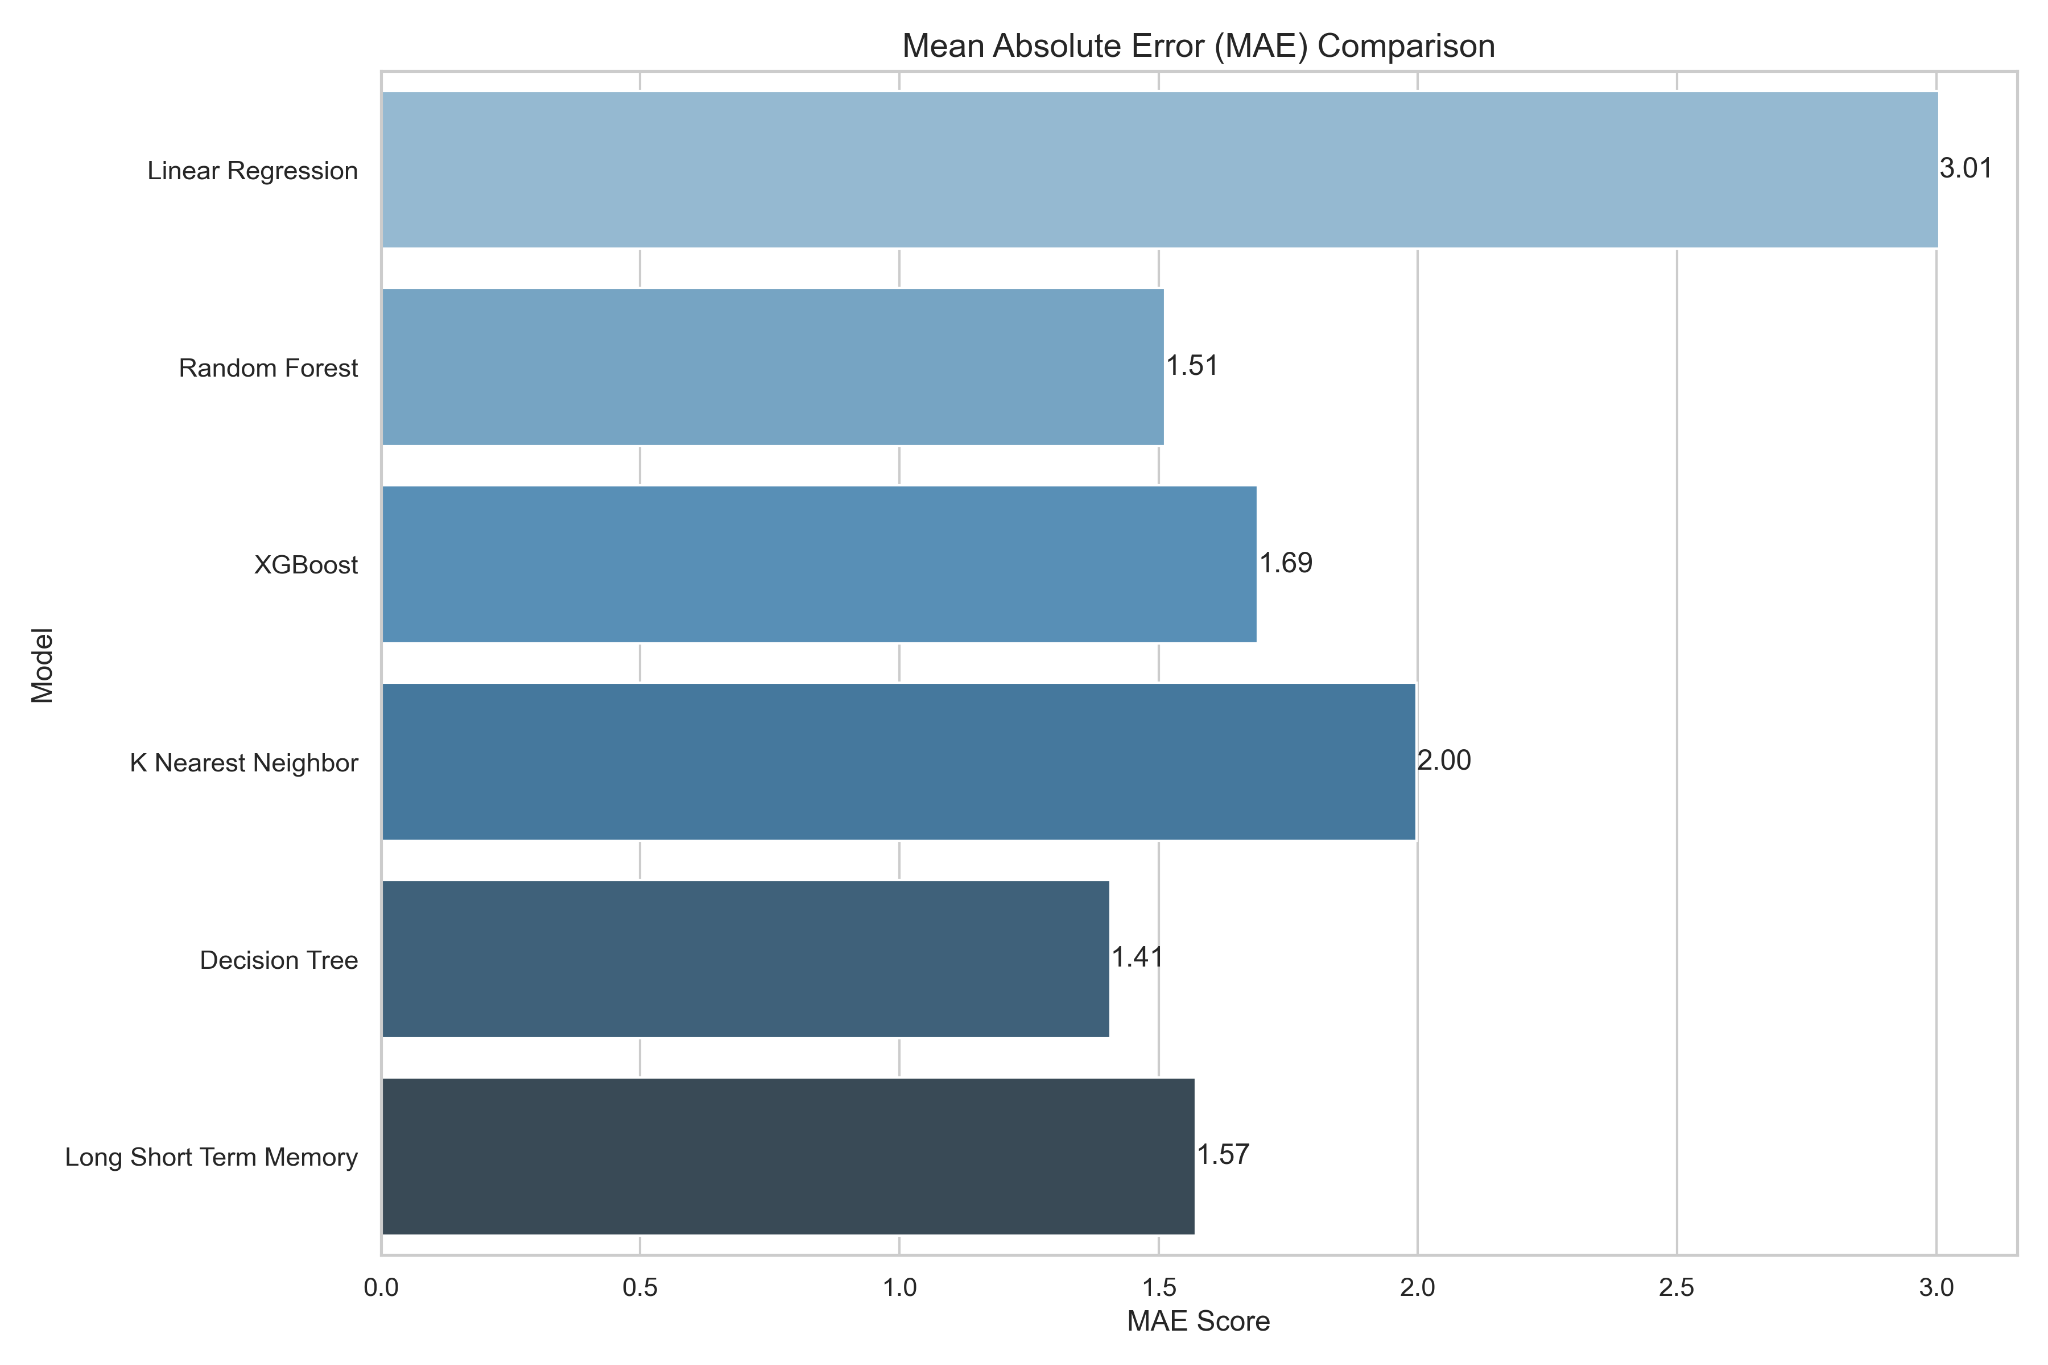 Mean Absolute Error (MAE) Comparison
Linear Regression
3.01
Random Forest
1.51
XGBoost
1.69
Model
K Nearest Neighbor
2.00
Decision Tree
1.41
Long Short Term Memory
1.57
0.0 0.5 1.0 1.5 2.0 2.5 3.0
MAE Score